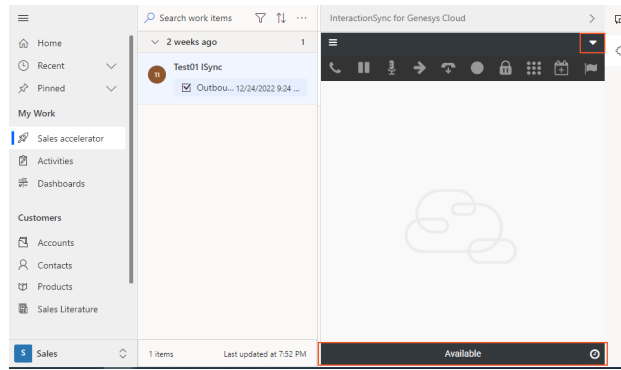 Home
Recent
Pinned
My Work
Sales accelerator
Activities
Dashboards
Customers
Accounts
Contacts
Products
Sales Literature
S Sales
Search work items
2 weeks ago 1
TI Test01 ISync
Outbou... 12/24/2022 9:24 ...
1 items Last updated at 7:52 PM
InteractionSync for Genesys Cloud
Available